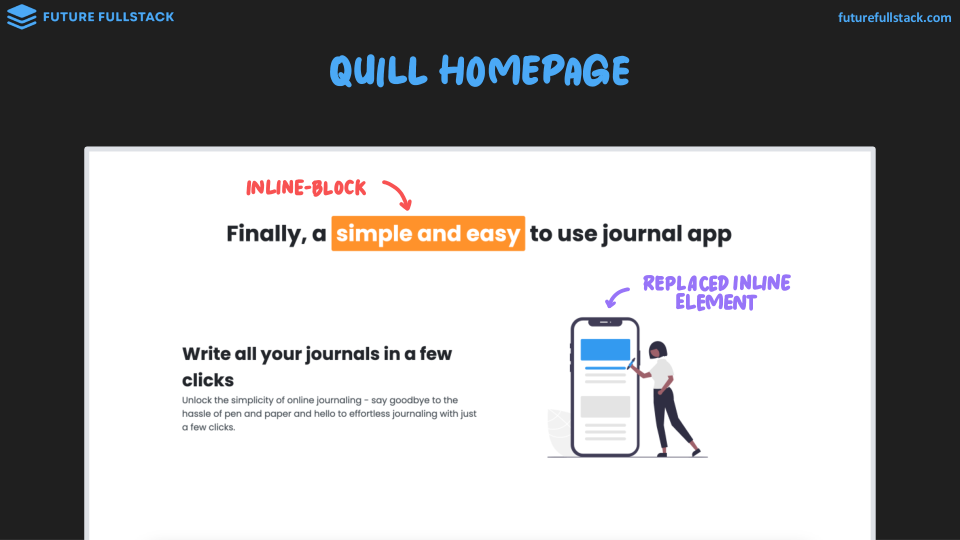 FUTURE FULLSTACK
futurefullstack.com
QUILL HOMEPAGE
INLINE-BLOCK
Finally, a simple and easy to use journal app
REPLACED INLINE
ELEMENT
Write all your journals in a few
clicks
Unlock the simplicity of online journaling - say goodbye to the
hassle of pen and paper and hello to effortless journaling with just
a few clicks.